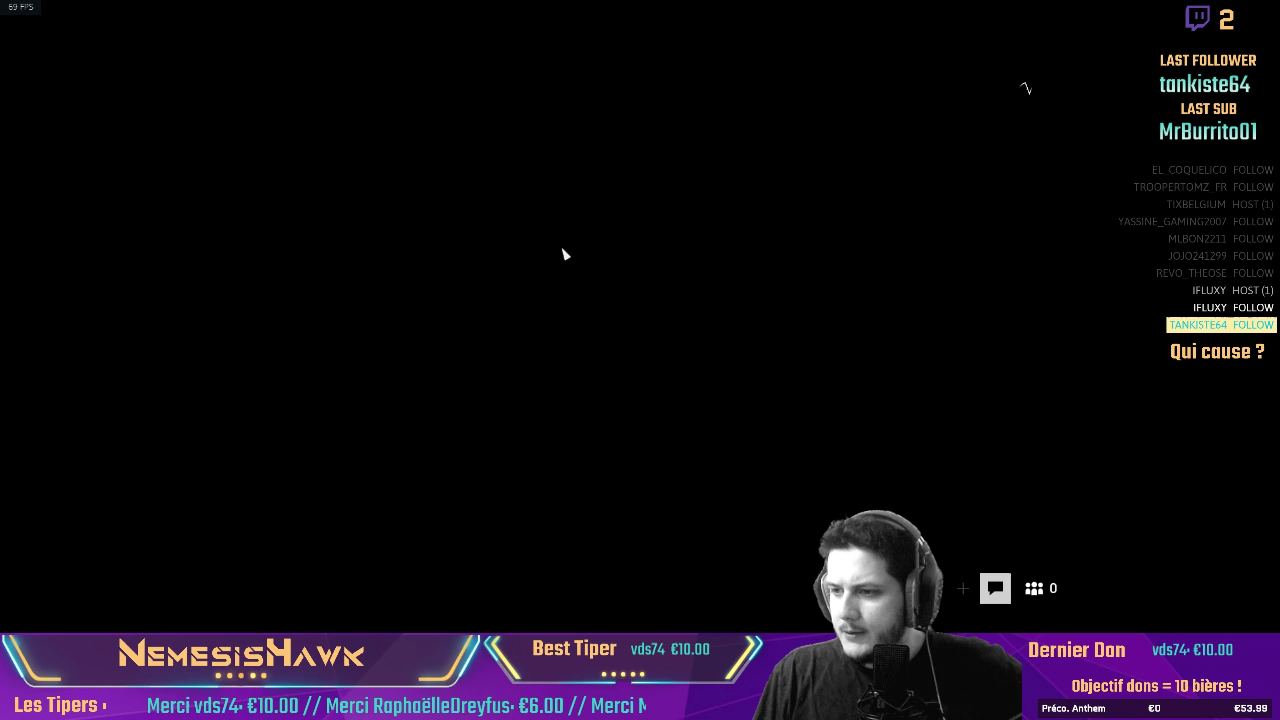 69 FPS
2
LAST FOLLOWER
tankiste64
LAST SUB
MrBurrito01
EL_COQUELICO FOLLOW
TROOPERTOMZ_FR FOLLOW
TIXBELGIUM HOST (1)
YASSINE_GAMING2007 FOLLOW
MLBON2211 FOLLOW
JOJO241299 FOLLOW
REVO_THEOSE FOLLOW
IFLUXY HOST (1)
IFLUXY FOLLOW
TANKISTE64 FOLLOW
Qui cause ?
0
NEMESISHAWK
Best Tiper vds74 €10.00
Dernier Don vds74· €10.00
Objectif dons = 10 bières !
Les Tipers · Merci vds74· €10.00 // Merci RaphaëlleDreyfus· €6.00 // Merci
Préco. Anthem €0 €53.99